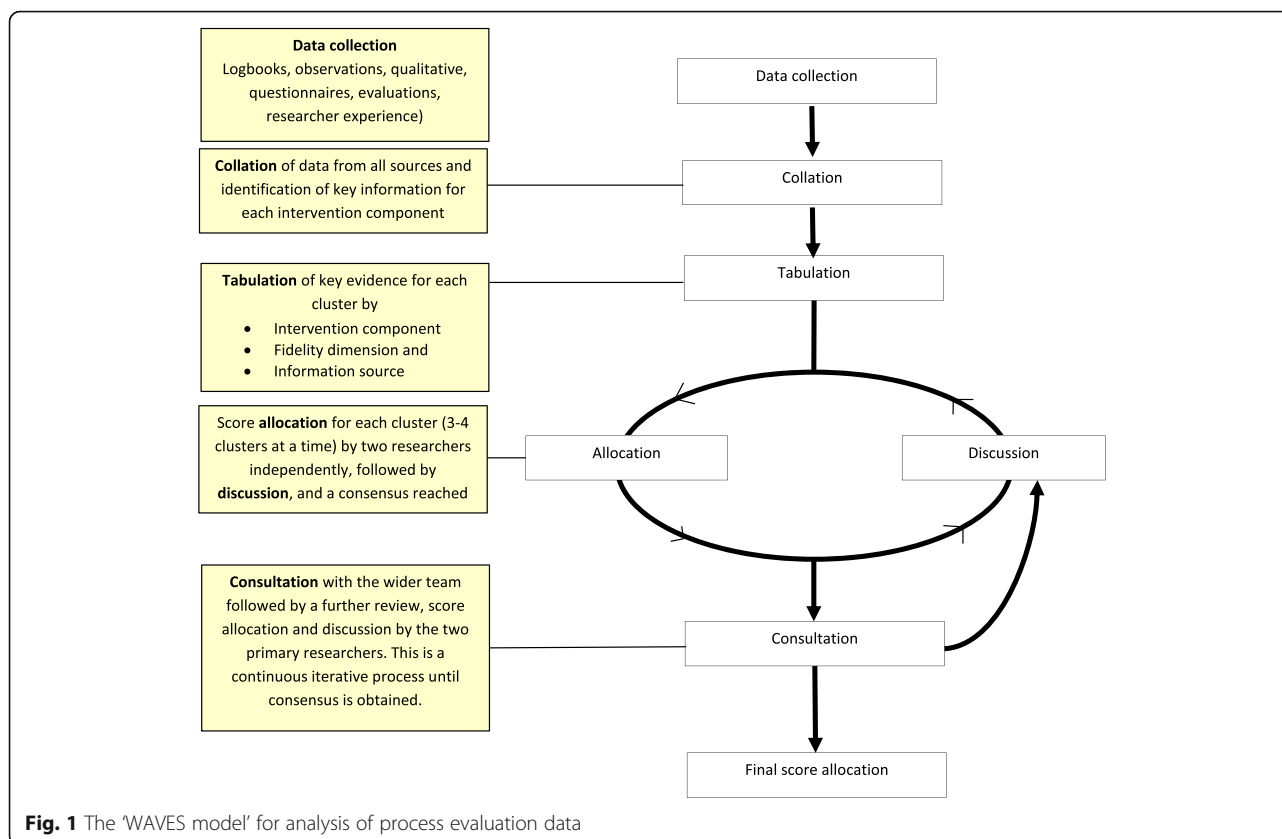 Data collection
Logbooks, observations, qualitative,
questionnaires, evaluations,
researcher experience)
Data collection
Collation of data from all sources and
identification of key information for
each intervention component
Collation
Tabulation of key evidence for each
cluster by
• Intervention component
• Fidelity dimension and
• Information source
Tabulation
Score allocation for each cluster (3-4
clusters at a time) by two researchers
independently, followed by
discussion, and a consensus reached
Allocation
Discussion
Consultation with the wider team
followed by a further review, score
allocation and discussion by the two
primary researchers. This is a
continuous iterative process until
consensus is obtained.
Consultation
Final score allocation
Fig. 1 The ‘WAVES model’ for analysis of process evaluation data